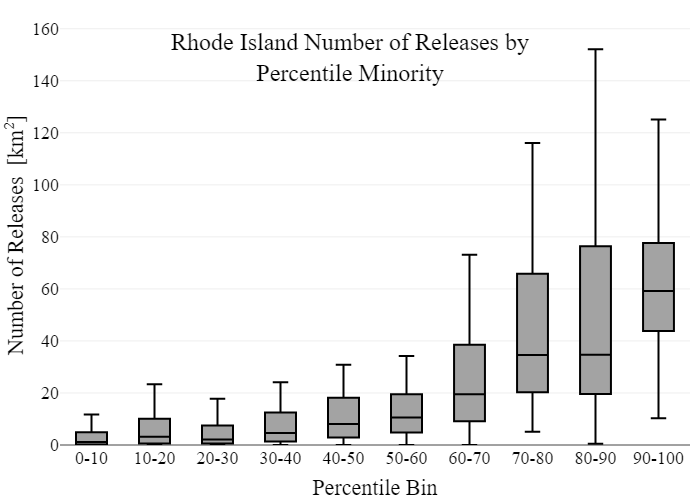 Rhode Island Number of Releases by
Percentile Minority
Number of Releases [km²]
160
140
120
100
80
60
40
20
0
0-10 10-20 20-30 30-40 40-50 50-60 60-70 70-80 80-90 90-100
Percentile Bin